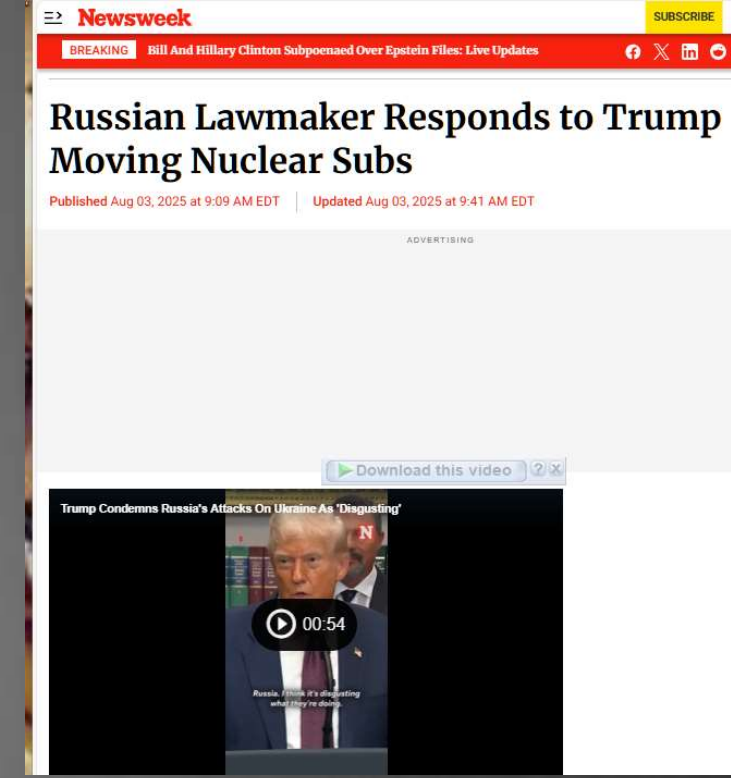 Newsweek
SUBSCRIBE
BREAKING Bill And Hillary Clinton Subpoenaed Over Epstein Files: Live Updates
Russian Lawmaker Responds to Trump
Moving Nuclear Subs
Published Aug 03, 2025 at 9:09 AM EDT
Updated Aug 03, 2025 at 9:41 AM EDT
ADVERTISING
Download this video ? X
Trump Condemns Russia's Attacks On Ukraine As 'Disgusting'
N
00:54
Russia. I think it's disgusting
what they're doing.